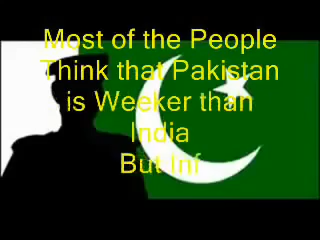 Most of the People
Think that Pakistan
is Weeker than
India
But Inf